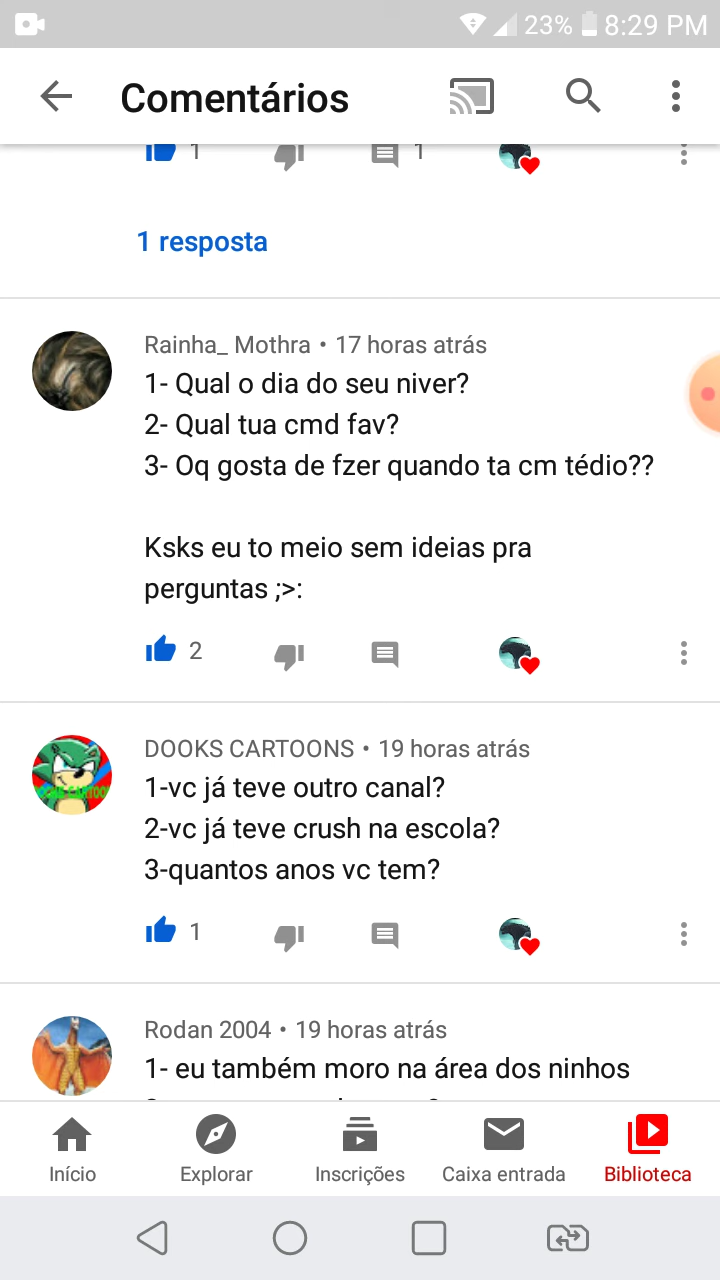 23% 8:29 PM
Comentários
1 1
1 resposta
Rainha_ Mothra • 17 horas atrás
1- Qual o dia do seu niver?
2- Qual tua cmd fav?
3- Oq gosta de fzer quando ta cm tédio??
Ksks eu to meio sem ideias pra
perguntas ;>:
2
DOOKS CARTOONS • 19 horas atrás
1-vc já teve outro canal?
2-vc já teve crush na escola?
3-quantos anos vc tem?
1
Rodan 2004 • 19 horas atrás
1- eu também moro na área dos ninhos
Início Explorar Inscrições Caixa entrada Biblioteca